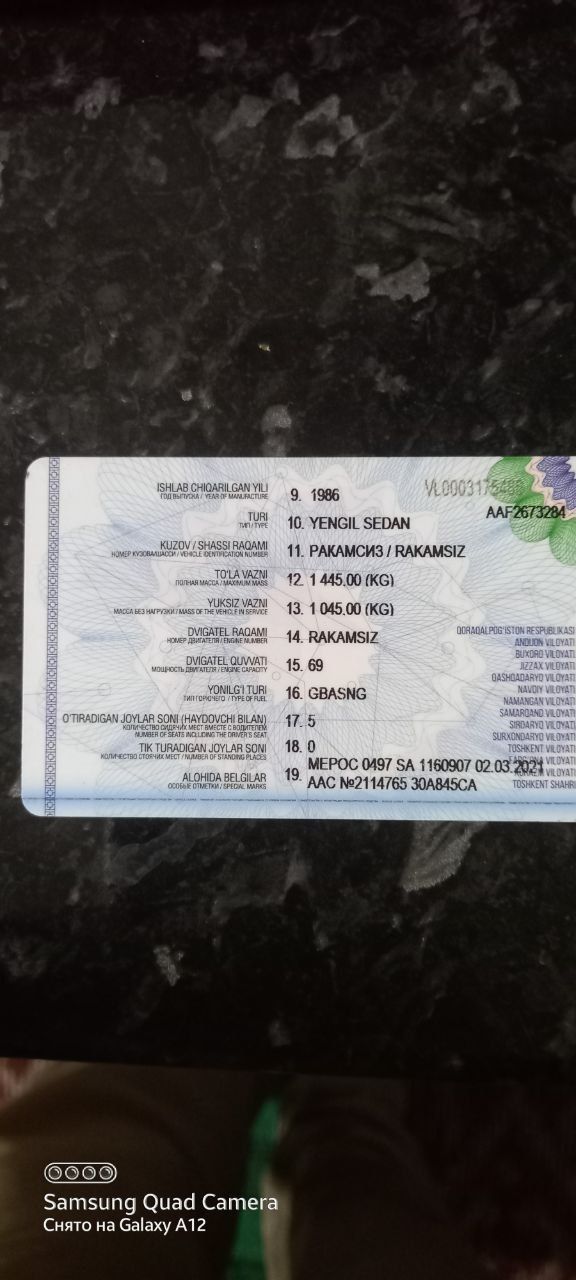 ISHLAB CHIQARILGAN YILI
ГОД ВЫПУСКА / YEAR OF MANUFACTURE
9. 1986
VL0003175
AAF2673284
TURI
ТИП / TYPE
10. YENGIL SEDAN
KUZOV / SHASSI RAQAMI
НОМЕР КУЗОВА/ШАССИ / VEHICLE IDENTIFICATION NUMBER
11. РАКАМСИЗ / RAKAMSIZ
TO'LA VAZNI
ПОЛНАЯ МАССА / MAXIMUM MASS
12. 1 445.00 (KG)
YUKSIZ VAZNI
МАССА БЕЗ НАГРУЗКИ / MASS OF THE VEHICLE IN SERVICE
13. 1 045.00 (KG)
DVIGATEL RAQAMI
НОМЕР ДВИГАТЕЛЯ / ENGINE NUMBER
14. RAKAMSIZ
DVIGATEL QUVVATI
МОЩНОСТЬ ДВИГАТЕЛЯ / ENGINE CAPACITY
15. 69
YONILG'I TURI
ТИП ГОРЮЧЕГО / TYPE OF FUEL
16. GBASNG
O'TIRADIGAN JOYLAR SONI (HAYDOVCHI BILAN)
КОЛИЧЕСТВО СИДЯЧИХ МЕСТ ВМЕСТЕ С ВОДИТЕЛЕМ
NUMBER OF SEATS INCLUDING THE DRIVER'S SEAT
17. 5
TIK TURADIGAN JOYLAR SONI
КОЛИЧЕСТВО СТОЯЧИХ МЕСТ / NUMBER OF STANDING PLACES
18. 0
ALOHIDA BELGILAR
ОСОБЫЕ ОТМЕТКИ / SPECIAL MARKS
19. МЕРОС 0497 SA 1160907 02.03.2021
AAC №2114765 30A845CA
QORAQALPOG'ISTON RESPUBLIKASI
ANDIJON VILOYATI
BUXORO VILOYATI
JIZZAX VILOYATI
QASHQADARYO VILOYATI
NAVOIY VILOYATI
NAMANGAN VILOYATI
SAMARQAND VILOYATI
SIRDARYO VILOYATI
SURXONDARYO VILOYATI
TOSHKENT VILOYATI
FARG'ONA VILOYATI
XORAZM VILOYATI
TOSHKENT SHAHRI
Samsung Quad Camera
Снято на Galaxy A12